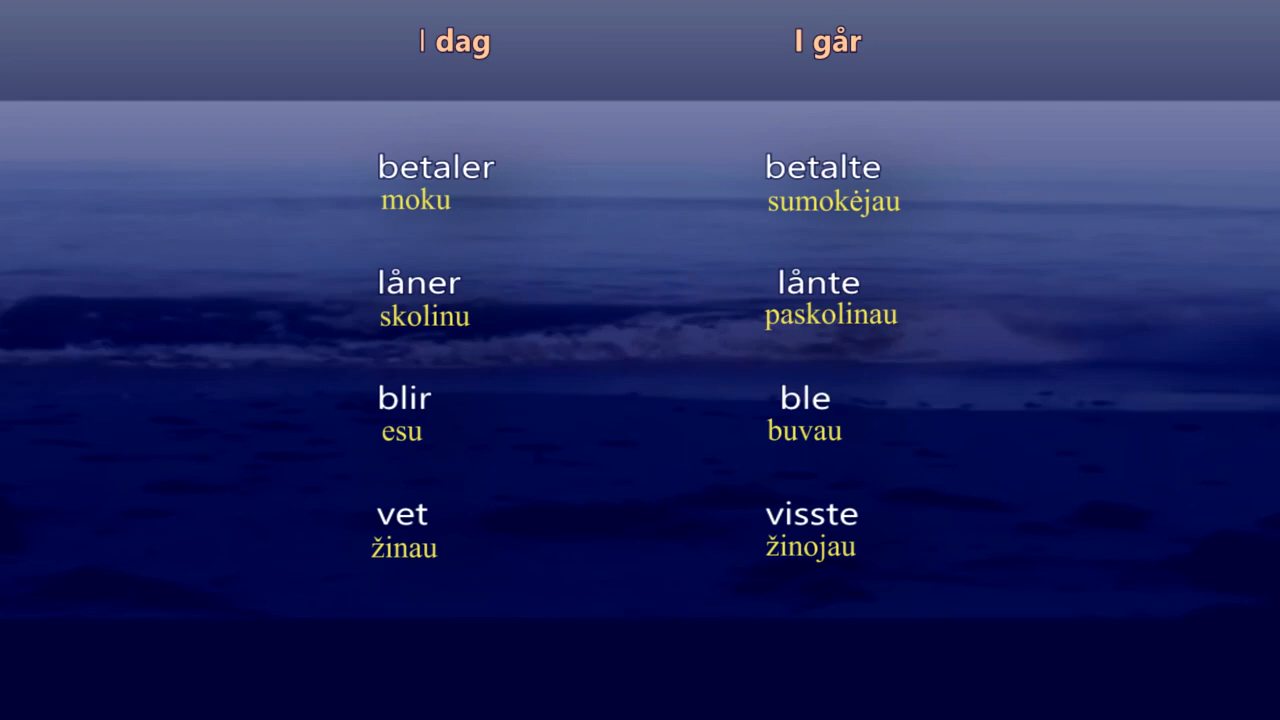 I dag I går
betaler betalte
moku sumokėjau
låner lånte
skolinu paskolinau
blir ble
esu buvau
vet visste
žinau žinojau